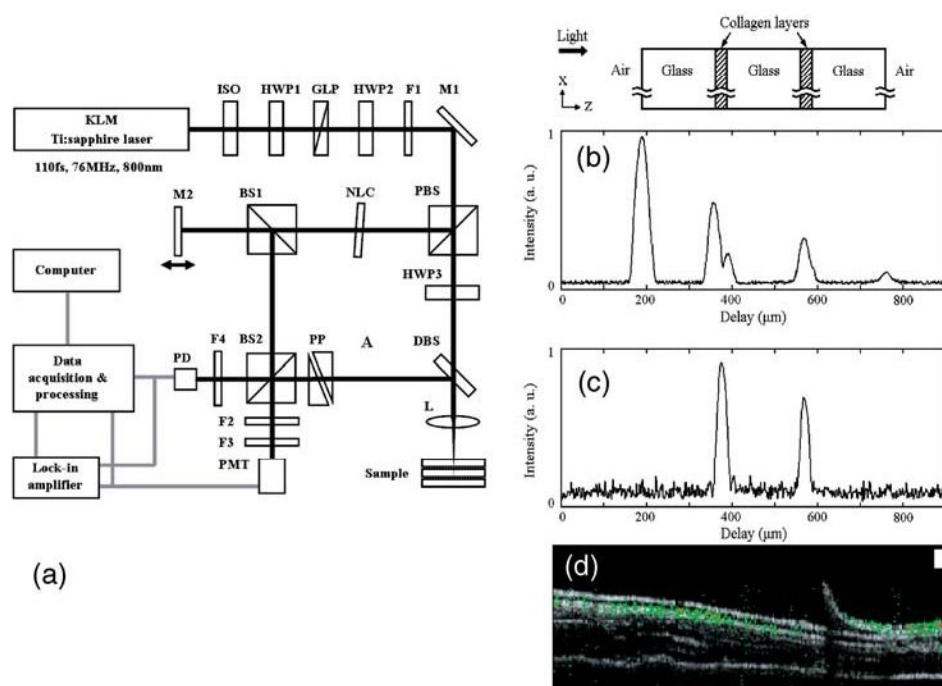 ISO HWP1 GLP HWP2 F1 M1
KLM
Ti:sapphire laser
110fs, 76MHz, 800nm
M2 BS1 NLC PBS
Computer
HWP3
F4 BS2 PP A DBS
PD
Data
acquisition &
processing
L
F2
F3
PMT
Lock-in
amplifier
Sample
(a)
Collagen layers
Light
Air Glass Glass Glass Air
X
Z
(b)
1
Intensity (a. u.)
0
0 200 400 600 800
Delay (μm)
(c)
1
Intensity (a. u.)
0
0 200 400 600 800
Delay (μm)
(d)